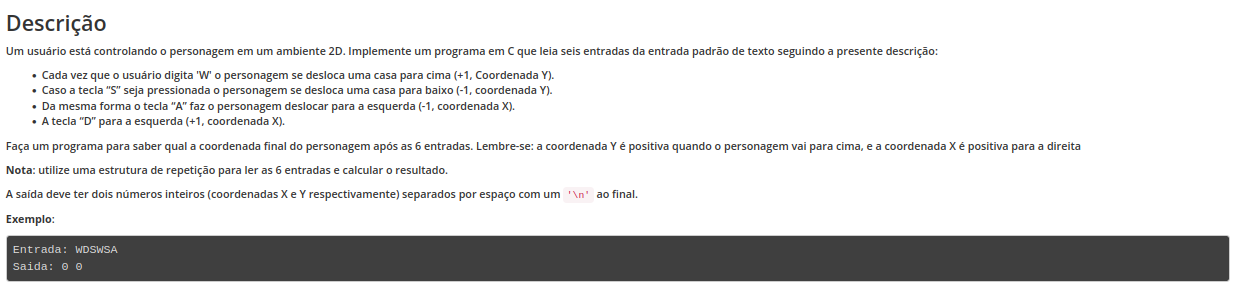 Descrição
Um usuário está controlando o personagem em um ambiente 2D. Implemente um programa em C que leia seis entradas da entrada padrão de texto seguindo a presente descrição:
• Cada vez que o usuário digita 'W' o personagem se desloca uma casa para cima (+1, Coordenada Y).
• Caso a tecla “S” seja pressionada o personagem se desloca uma casa para baixo (-1, coordenada Y).
• Da mesma forma o tecla “A” faz o personagem deslocar para a esquerda (-1, coordenada X).
• A tecla “D” para a esquerda (+1, coordenada X).
Faça um programa para saber qual a coordenada final do personagem após as 6 entradas. Lembre-se: a coordenada Y é positiva quando o personagem vai para cima, e a coordenada X é positiva para a direita
Nota: utilize uma estrutura de repetição para ler as 6 entradas e calcular o resultado.
A saída deve ter dois números inteiros (coordenadas X e Y respectivamente) separados por espaço com um '\n' ao final.
Exemplo:
Entrada: WDSWSA
Saida: 0 0